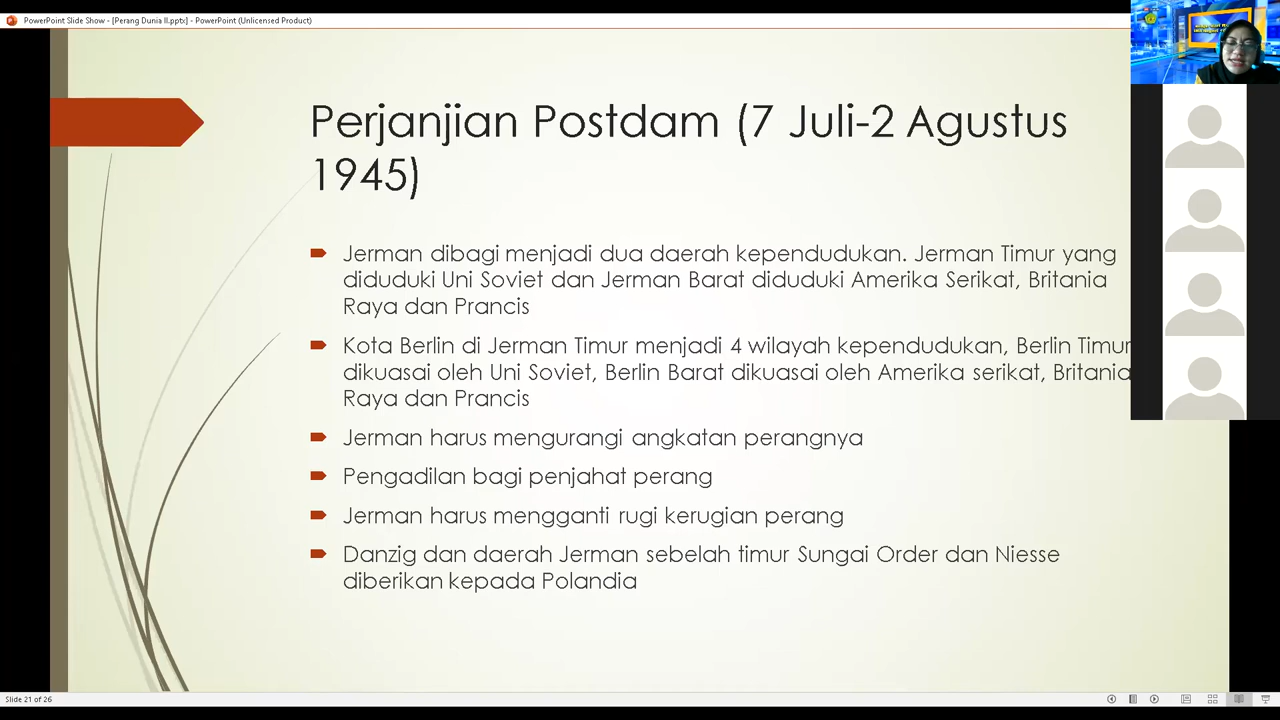 PowerPoint Slide Show - [Perang Dunia II.pptx] - PowerPoint (Unlicensed Product)
Perjanjian Postdam (7 Juli-2 Agustus
1945)
Jerman dibagi menjadi dua daerah kependudukan. Jerman Timur yang
diduduki Uni Soviet dan Jerman Barat diduduki Amerika Serikat, Britania
Raya dan Prancis
Kota Berlin di Jerman Timur menjadi 4 wilayah kependudukan, Berlin Timur
dikuasai oleh Uni Soviet, Berlin Barat dikuasai oleh Amerika serikat, Britania
Raya dan Prancis
Jerman harus mengurangi angkatan perangnya
Pengadilan bagi penjahat perang
Jerman harus mengganti rugi kerugian perang
Danzig dan daerah Jerman sebelah timur Sungai Order dan Niesse
diberikan kepada Polandia
Slide 21 of 26